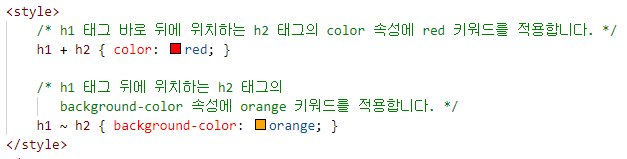 <style>
/* h1 태그 바로 뒤에 위치하는 h2 태그의 color 속성에 red 키워드를 적용합니다. */
h1 + h2 { color: red; }
/* h1 태그 뒤에 위치하는 h2 태그의
background-color 속성에 orange 키워드를 적용합니다. */
h1 ~ h2 { background-color: orange; }
</style>